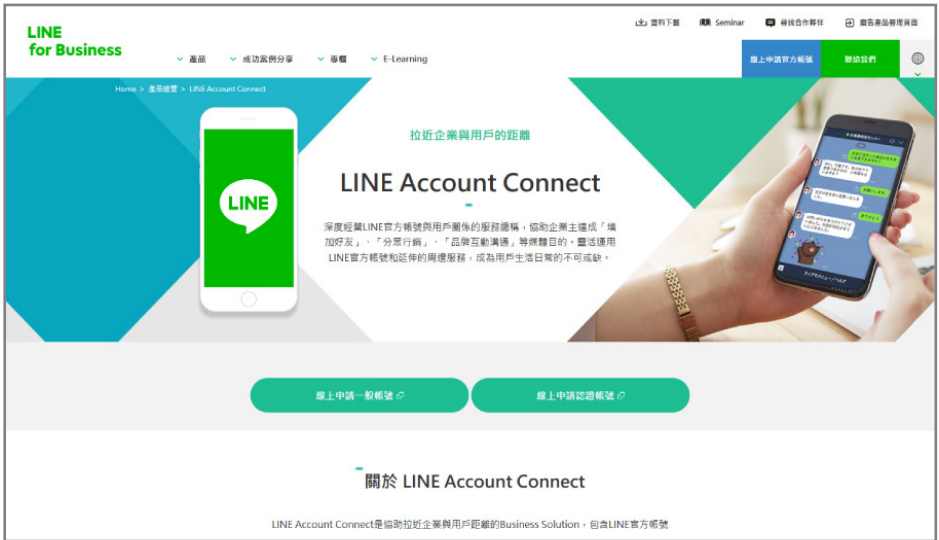 LINE
for Business
資料下載
Seminar
尋找合作夥伴
廣告產品管理頁面
產品
成功案例分享
專欄
E-Learning
線上申請官方帳號
聯絡我們
Home > 產品總覽 > LINE Account Connect
LINE
拉近企業與用戶的距離
LINE Account Connect
深度經營LINE官方帳號與用戶關係的服務總稱，協助企業主達成「增
加好友」、「分眾行銷」、「品牌互動溝通」等媒體目的。靈活運用
LINE官方帳號和延伸的周邊服務，成為用戶生活日常的不可或缺。
線上申請一般帳號
線上申請認證帳號
關於 LINE Account Connect
LINE Account Connect是協助拉近企業與用戶距離的Business Solution，包含LINE官方帳號